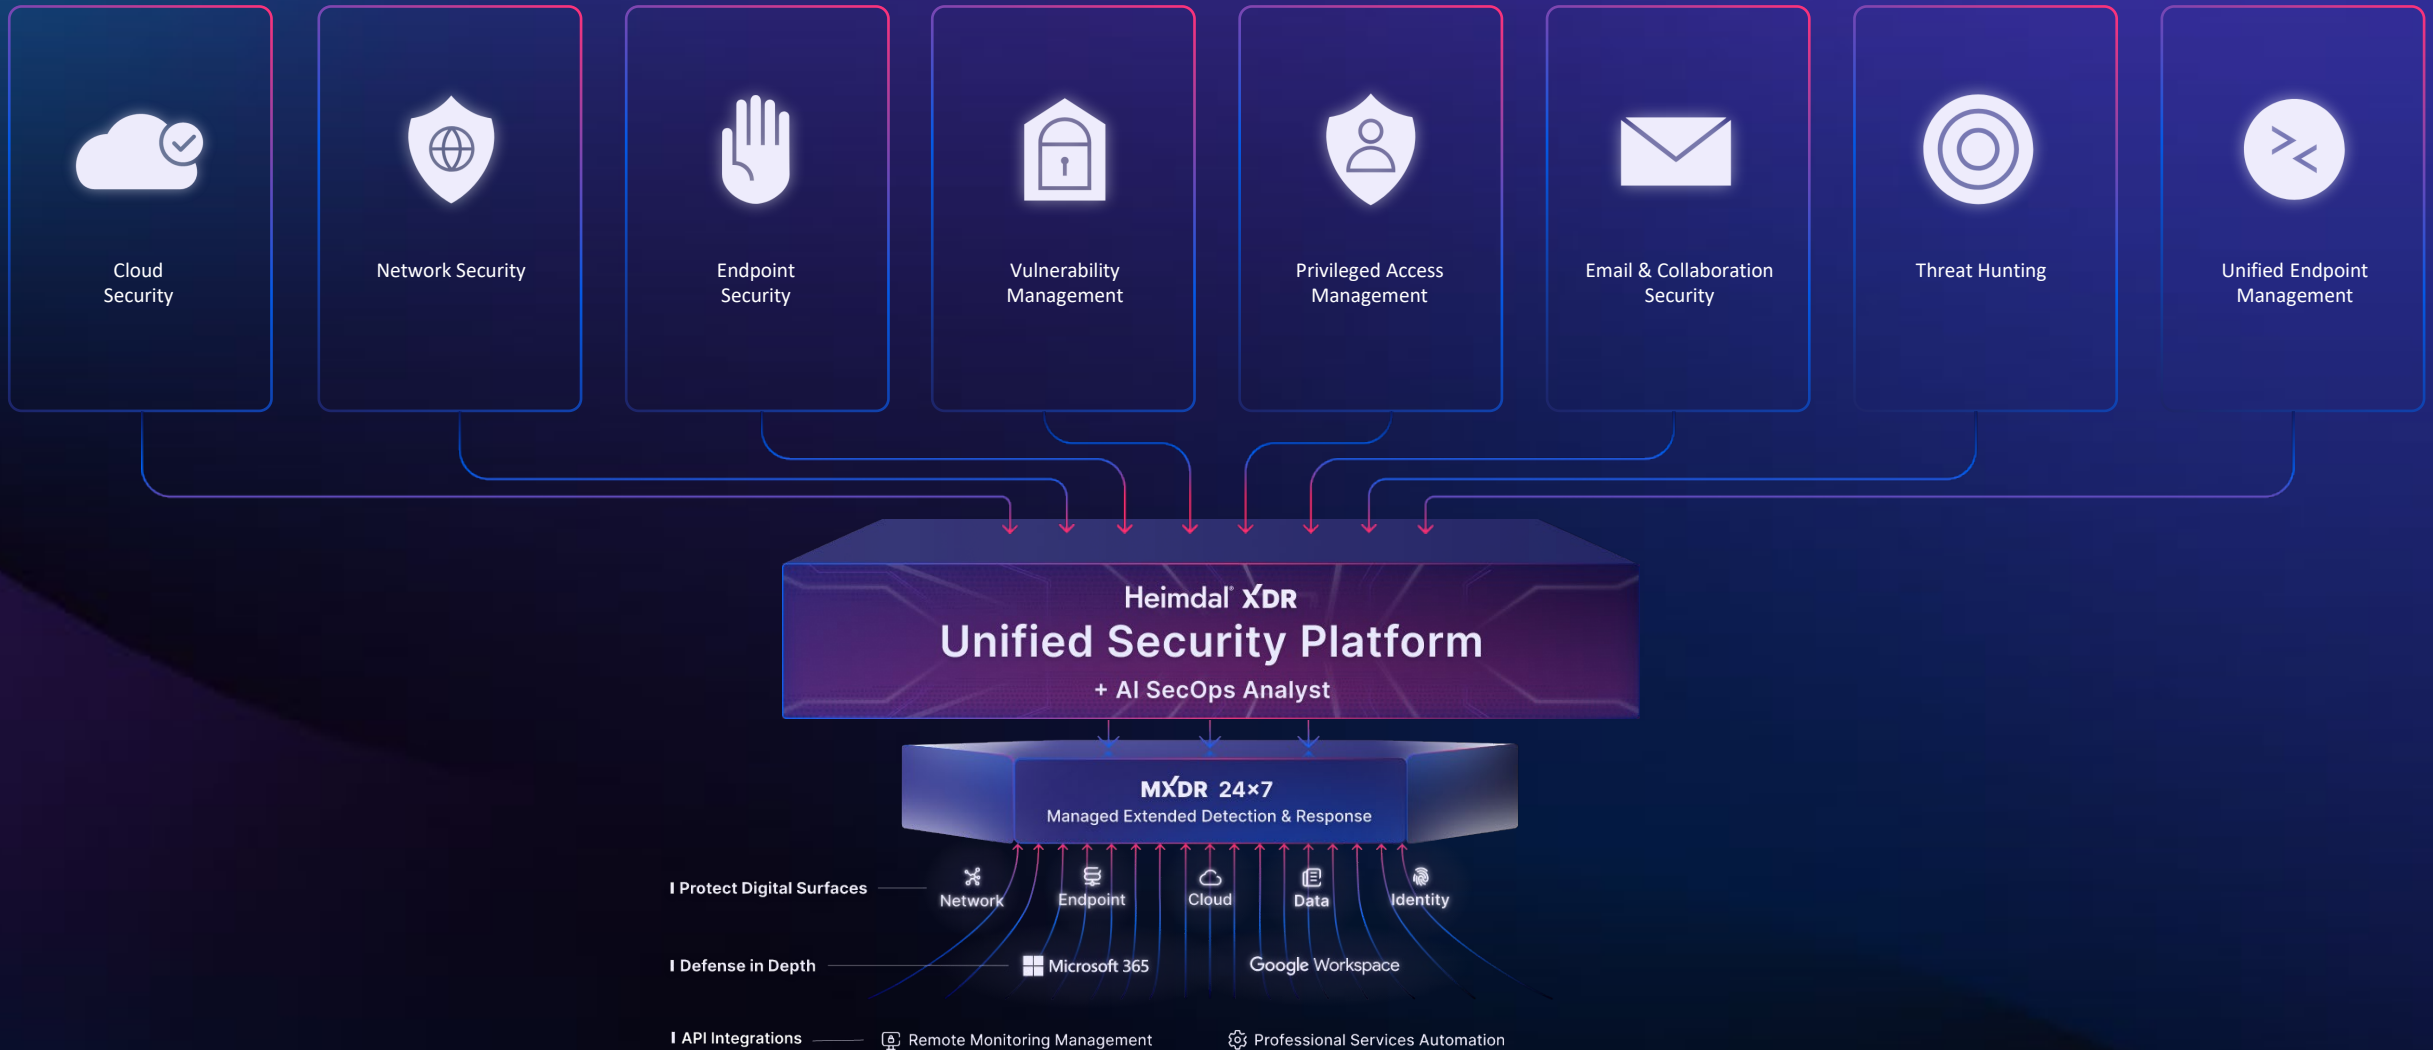 Cloud
Security
Network Security
Endpoint
Security
Vulnerability
Management
Privileged Access
Management
Email & Collaboration
Security
Threat Hunting
Unified Endpoint
Management
Heimdal® XDR
Unified Security Platform
+ AI SecOps Analyst
MXDR 24×7
Managed Extended Detection & Response
Protect Digital Surfaces
Network
Endpoint
Cloud
Data
Identity
Defense in Depth
Microsoft 365
Google Workspace
API Integrations
Remote Monitoring Management
Professional Services Automation